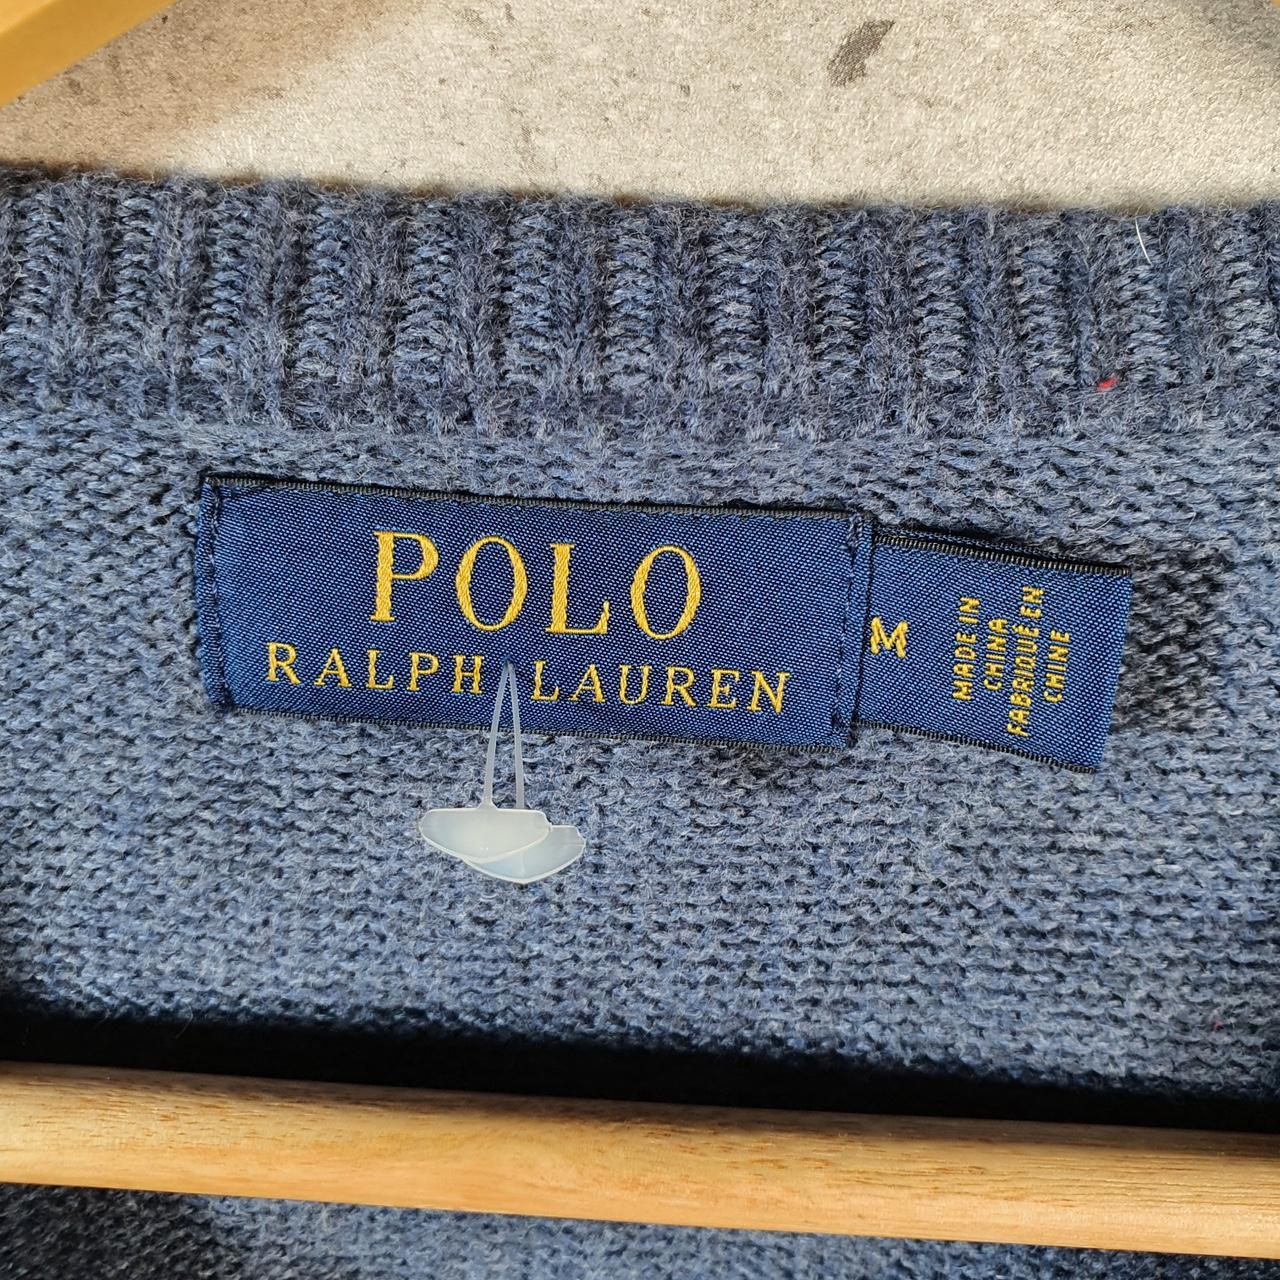 POLO
RALPH LAUREN
M
MADE IN
CHINA
FABRIQUÉ EN
CHINE